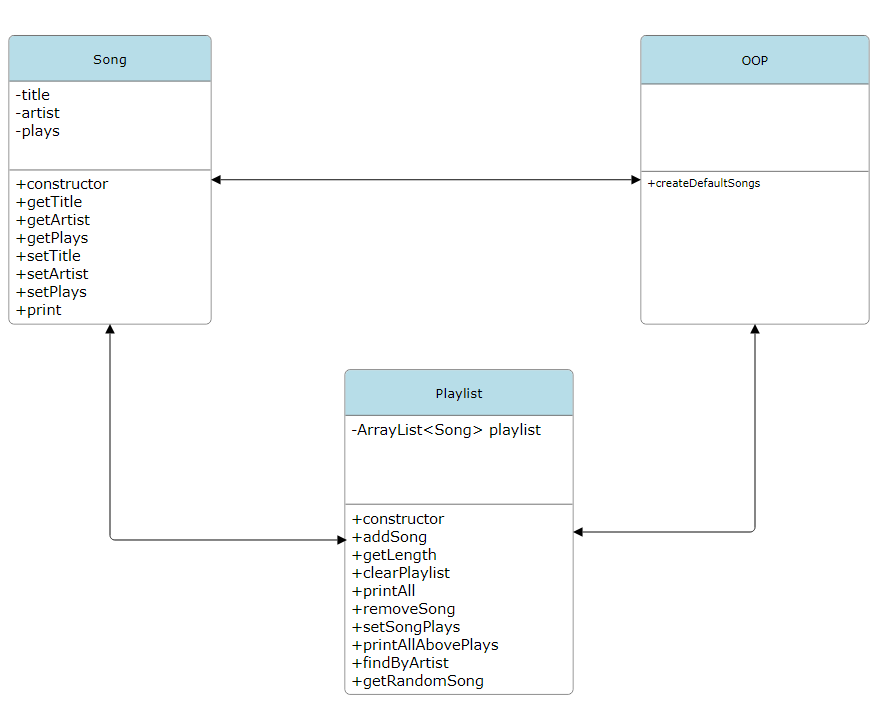 Song
-title
-artist
-plays
+constructor
+getTitle
+getArtist
+getPlays
+setTitle
+setArtist
+setPlays
+print
OOP
+createDefaultSongs
Playlist
-ArrayList<Song> playlist
+constructor
+addSong
+getLength
+clearPlaylist
+printAll
+removeSong
+setSongPlays
+printAllAbovePlays
+findByArtist
+getRandomSong